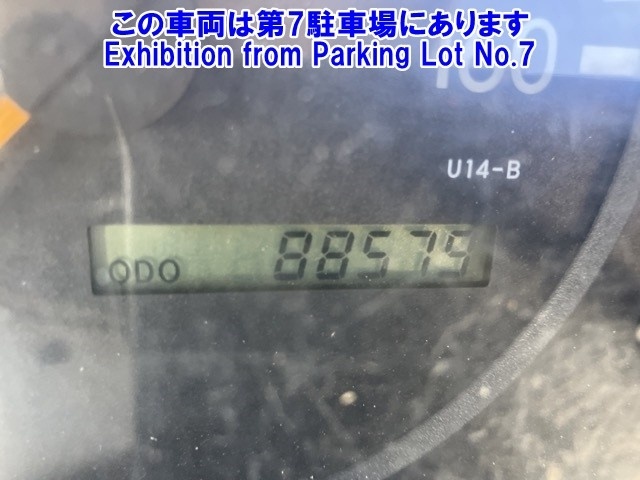 この車両は第7駐車場にあります
Exhibition from Parking Lot No.7
U14-B
ODO 88575